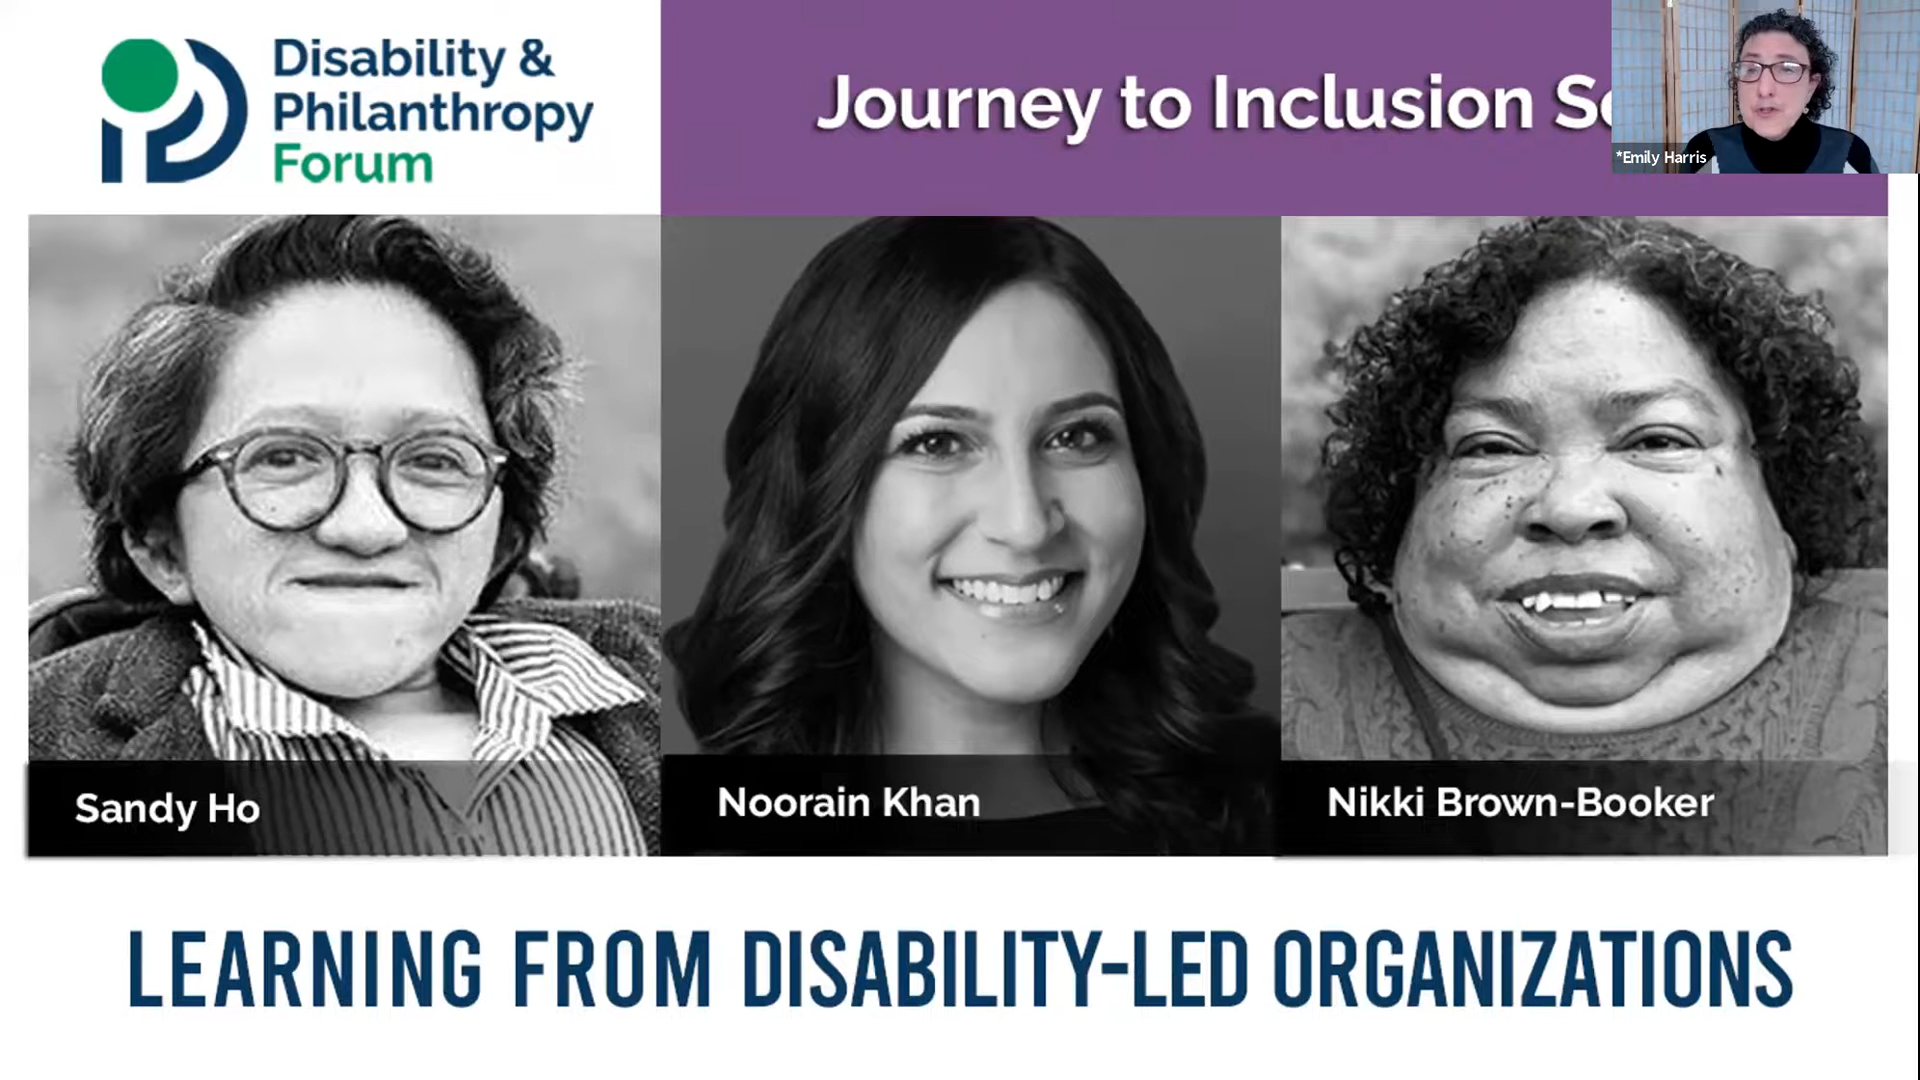 Disability &
Philanthropy
Forum
Journey to Inclusion
*Emily Harris
Sandy Ho
Noorain Khan
Nikki Brown-Booker
LEARNING FROM DISABILITY-LED ORGANIZATIONS